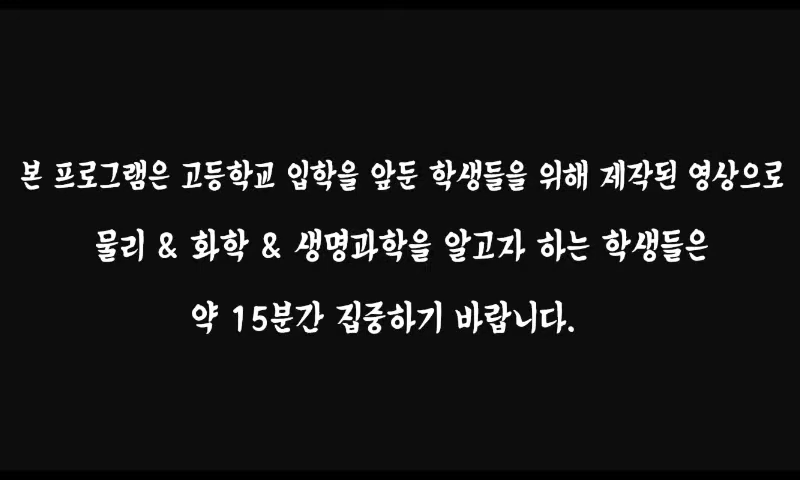 본 프로그램은 고등학교 입학을 앞둔 학생들을 위해 제작된 영상으로
물리 & 화학 & 생명과학을 알고자 하는 학생들은
약 15분간 집중하기 바랍니다.